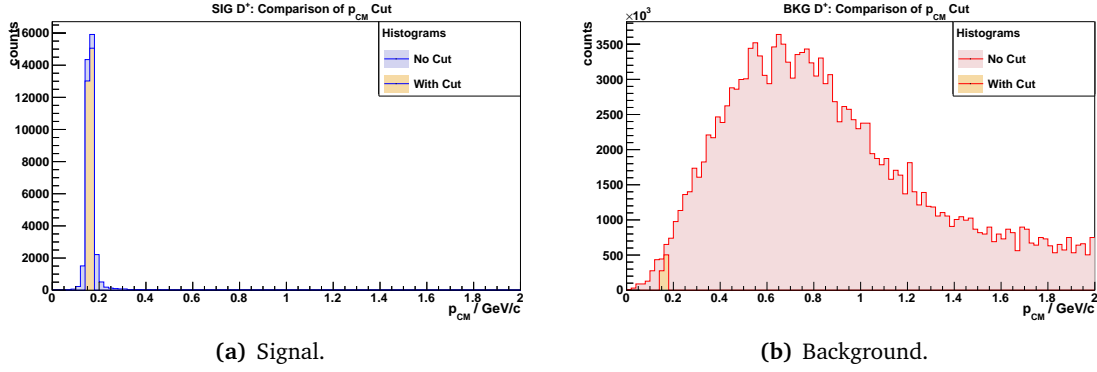 SIG D⁺: Comparison of p_CM Cut
counts
16000
14000
12000
10000
8000
6000
4000
2000
0
Histograms
No Cut
With Cut
0 0.2 0.4 0.6 0.8 1 1.2 1.4 1.6 1.8 2
p_CM / GeV/c
(a) Signal.
BKG D⁺: Comparison of p_CM Cut
×10³
counts
3500
3000
2500
2000
1500
1000
500
0
Histograms
No Cut
With Cut
0 0.2 0.4 0.6 0.8 1 1.2 1.4 1.6 1.8 2
p_CM / GeV/c
(b) Background.